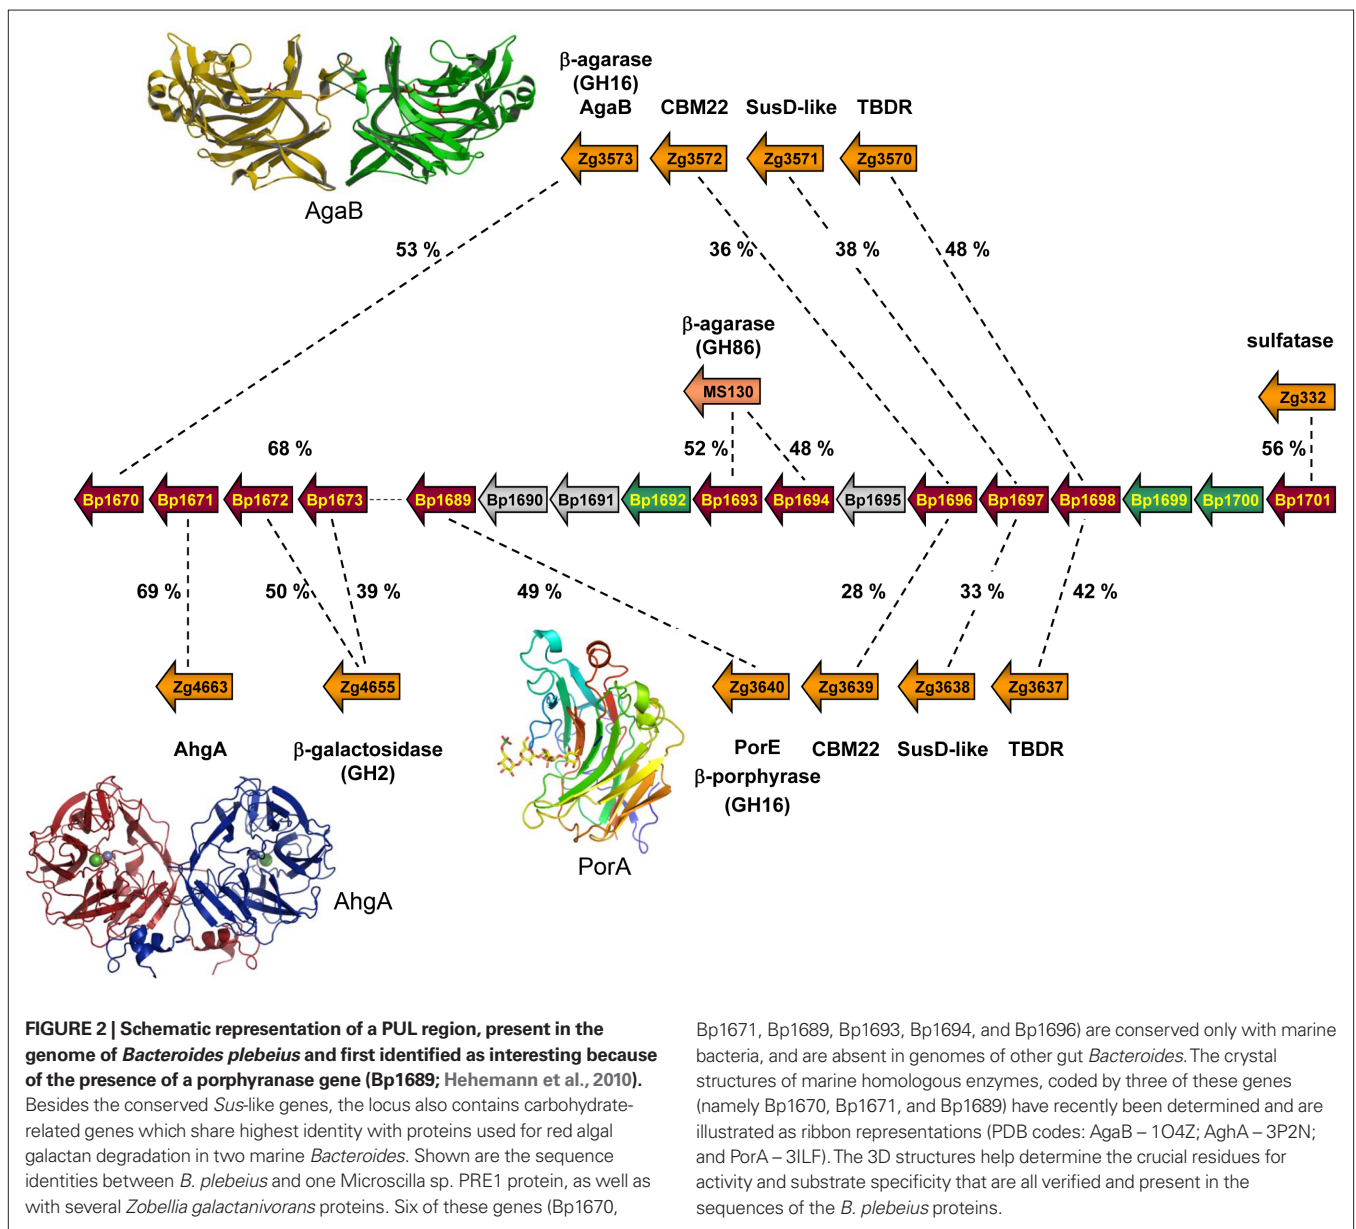 β-agarase
(GH16)
AgaB CBM22 SusD-like TBDR
Zg3573 Zg3572 Zg3571 Zg3570
AgaB
53 % 36 % 38 % 48 %
β-agarase
(GH86)
sulfatase
MS130
Zg332
68 % 52 % 48 % 56 %
Bp1670 Bp1671 Bp1672 Bp1673 Bp1689 Bp1690 Bp1691 Bp1692 Bp1693 Bp1694 Bp1695 Bp1696 Bp1697 Bp1698 Bp1699 Bp1700 Bp1701
69 % 50 % 39 % 49 % 28 % 33 % 42 %
Zg4663 Zg4655 Zg3640 Zg3639 Zg3638 Zg3637
AhgA
β-galactosidase
(GH2)
PorE CBM22 SusD-like TBDR
β-porphyrase
(GH16)
PorA
AhgA
FIGURE 2 | Schematic representation of a PUL region, present in the
genome of Bacteroides plebeius and first identified as interesting because
of the presence of a porphyranase gene (Bp1689; Hehemann et al., 2010).
Besides the conserved Sus-like genes, the locus also contains carbohydrate-
related genes which share highest identity with proteins used for red algal
galactan degradation in two marine Bacteroides. Shown are the sequence
identities between B. plebeius and one Microscilla sp. PRE1 protein, as well as
with several Zobellia galactanivorans proteins. Six of these genes (Bp1670,
Bp1671, Bp1689, Bp1693, Bp1694, and Bp1696) are conserved only with marine
bacteria, and are absent in genomes of other gut Bacteroides. The crystal
structures of marine homologous enzymes, coded by three of these genes
(namely Bp1670, Bp1671, and Bp1689) have recently been determined and are
illustrated as ribbon representations (PDB codes: AgaB – 1O4Z; AghA – 3P2N;
and PorA – 3ILF). The 3D structures help determine the crucial residues for
activity and substrate specificity that are all verified and present in the
sequences of the B. plebeius proteins.